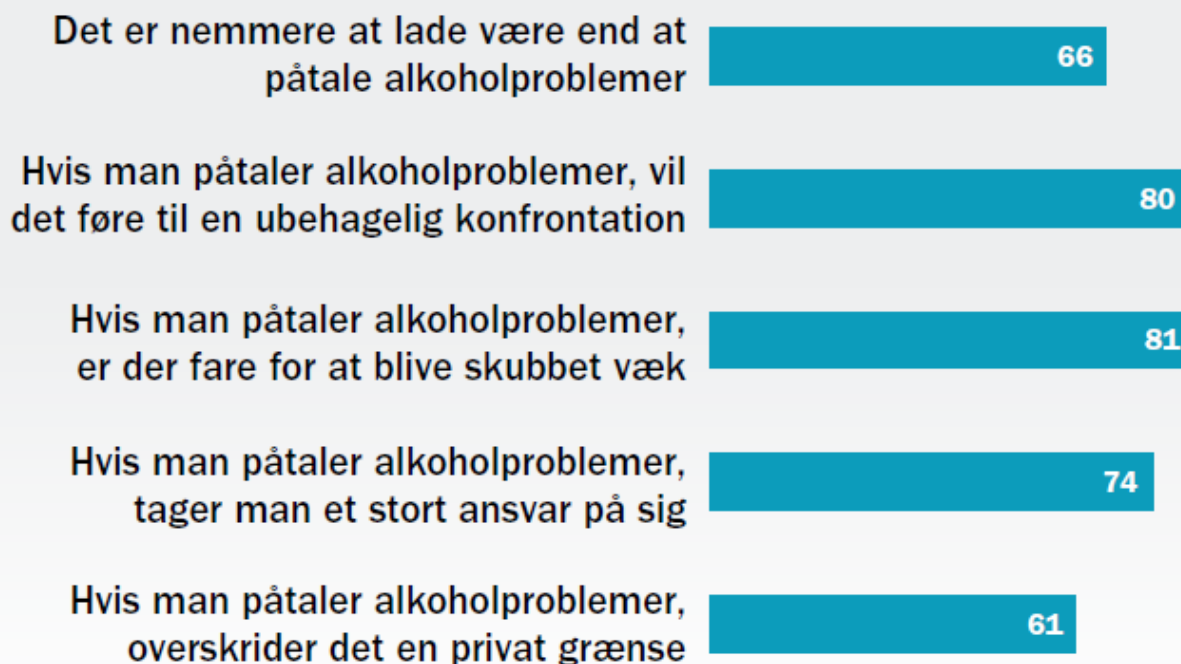 Det er nemmere at lade være end at
påtale alkoholproblemer
66
Hvis man påtaler alkoholproblemer, vil
det føre til en ubehagelig konfrontation
80
Hvis man påtaler alkoholproblemer,
er der fare for at blive skubbet væk
81
Hvis man påtaler alkoholproblemer,
tager man et stort ansvar på sig
74
Hvis man påtaler alkoholproblemer,
overskrider det en privat grænse
61